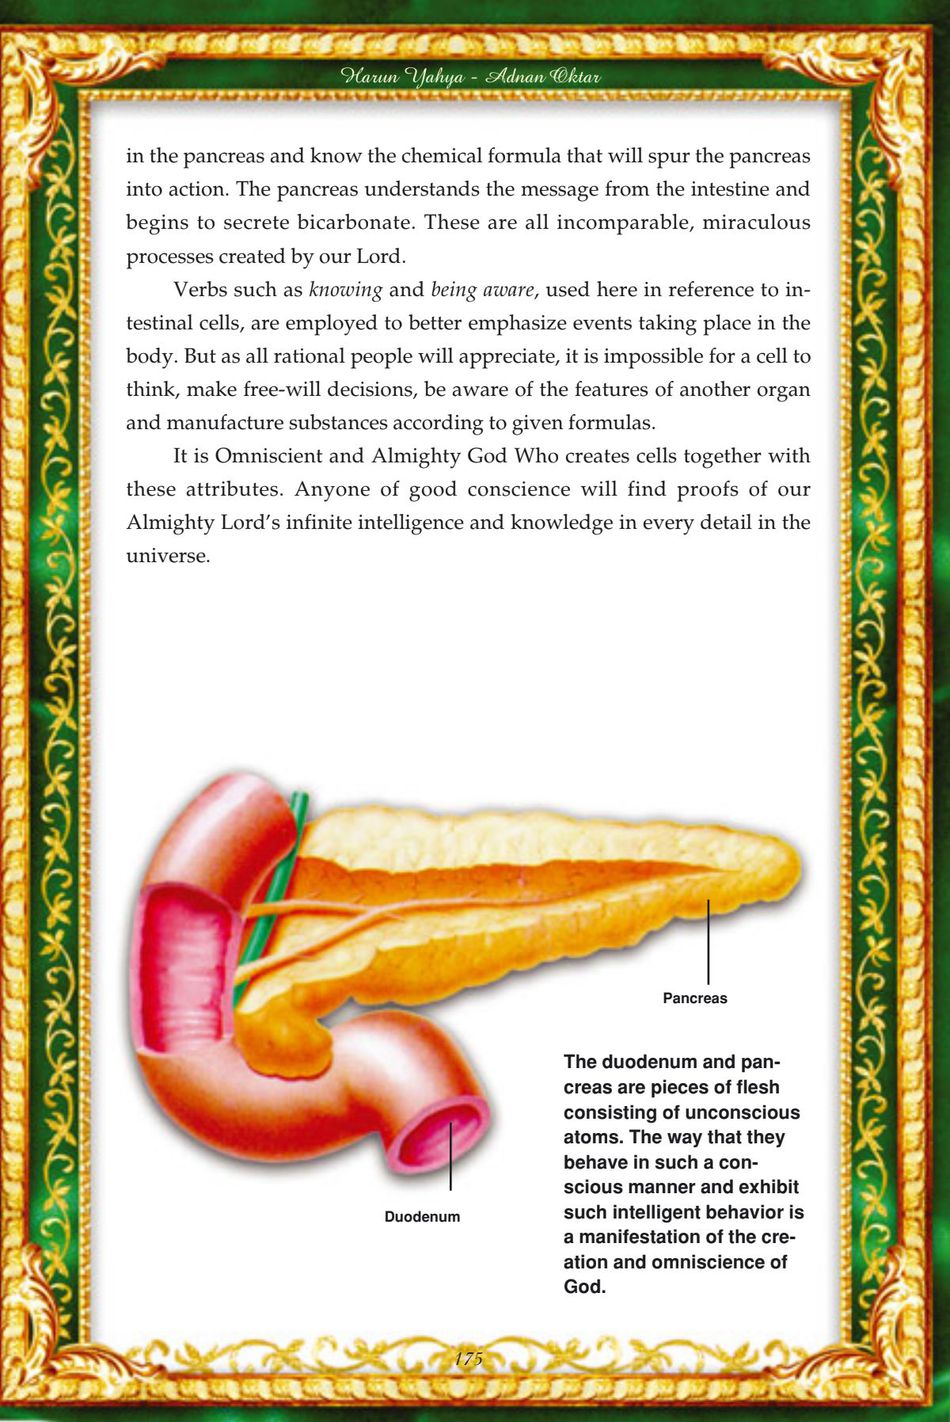 Harun Yahya - Adnan Oktar
in the pancreas and know the chemical formula that will spur the pancreas
into action. The pancreas understands the message from the intestine and
begins to secrete bicarbonate. These are all incomparable, miraculous
processes created by our Lord.
Verbs such as knowing and being aware, used here in reference to in-
testinal cells, are employed to better emphasize events taking place in the
body. But as all rational people will appreciate, it is impossible for a cell to
think, make free-will decisions, be aware of the features of another organ
and manufacture substances according to given formulas.
It is Omniscient and Almighty God Who creates cells together with
these attributes. Anyone of good conscience will find proofs of our
Almighty Lord’s infinite intelligence and knowledge in every detail in the
universe.
Pancreas
Duodenum
The duodenum and pan-
creas are pieces of flesh
consisting of unconscious
atoms. The way that they
behave in such a con-
scious manner and exhibit
such intelligent behavior is
a manifestation of the cre-
ation and omniscience of
God.
175